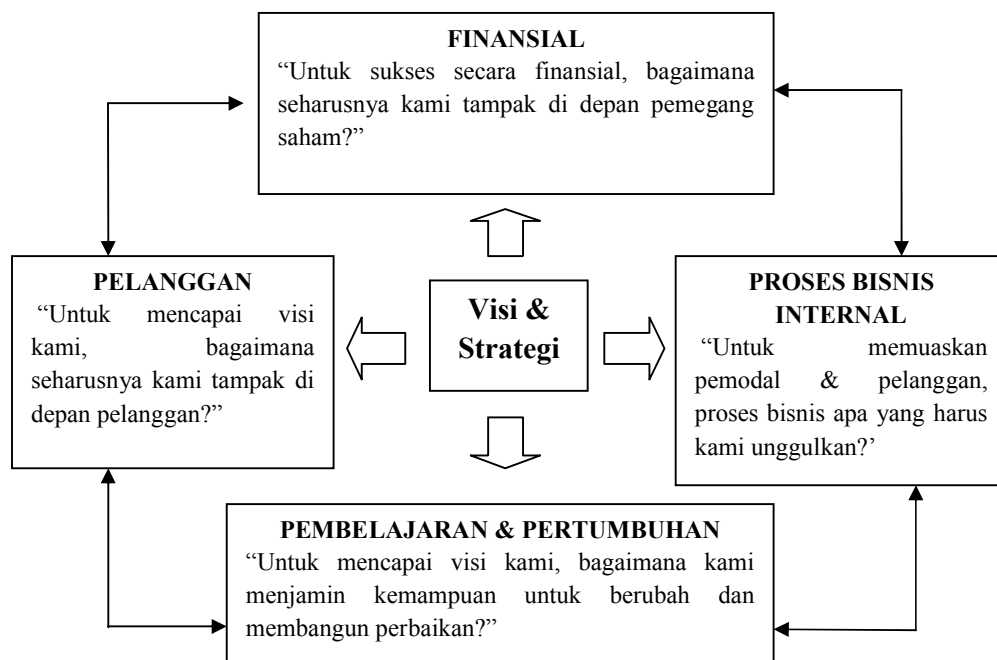 FINANSIAL
“Untuk sukses secara finansial, bagaimana
seharusnya kami tampak di depan pemegang
saham?”
PELANGGAN
“Untuk mencapai visi
kami, bagaimana
seharusnya kami tampak di
depan pelanggan?”
Visi &
Strategi
PROSES BISNIS
INTERNAL
“Untuk memuaskan
pemodal & pelanggan,
proses bisnis apa yang harus
kami unggulkan?’
PEMBELAJARAN & PERTUMBUHAN
“Untuk mencapai visi kami, bagaimana kami
menjamin kemampuan untuk berubah dan
membangun perbaikan?”